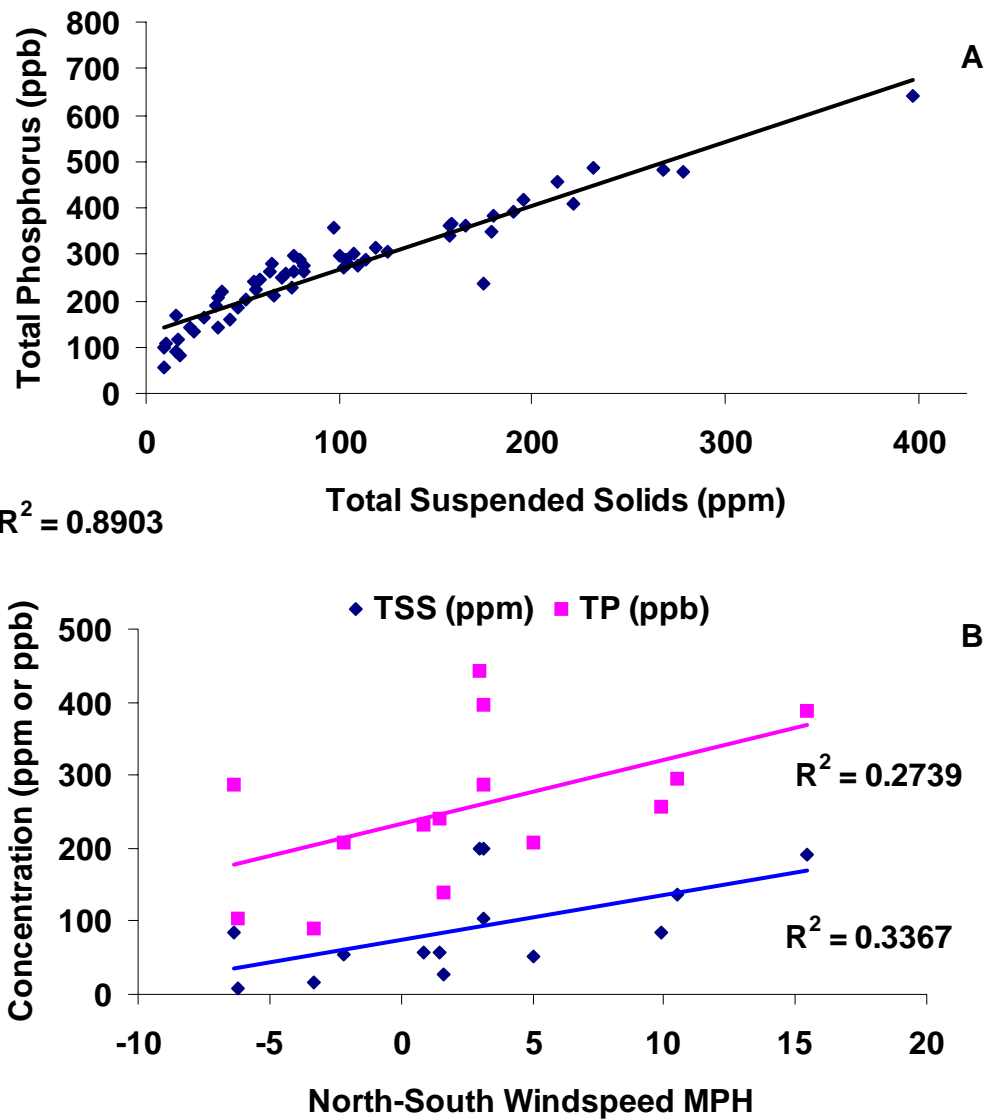 800
700
600
500
400
300
200
100
0
Total Phosphorus (ppb)
A
0 100 200 300 400
Total Suspended Solids (ppm)
R² = 0.8903
TSS (ppm) TP (ppb)
B
500
400
300
200
100
0
Concentration (ppm or ppb)
R² = 0.2739
R² = 0.3367
-10 -5 0 5 10 15 20
North-South Windspeed MPH